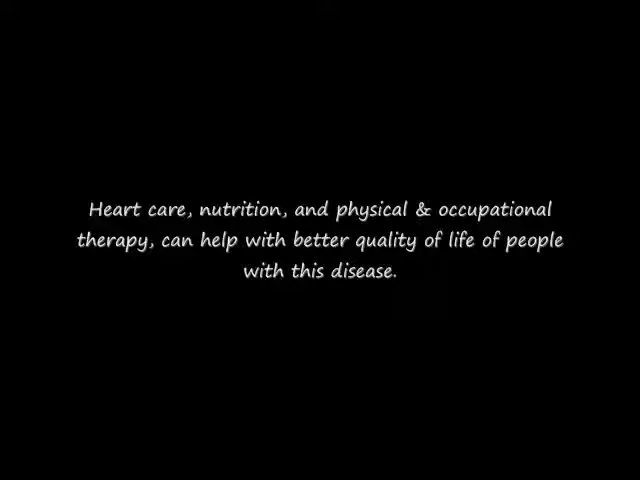 Heart care, nutrition, and physical & occupational
therapy, can help with better quality of life of people
with this disease.